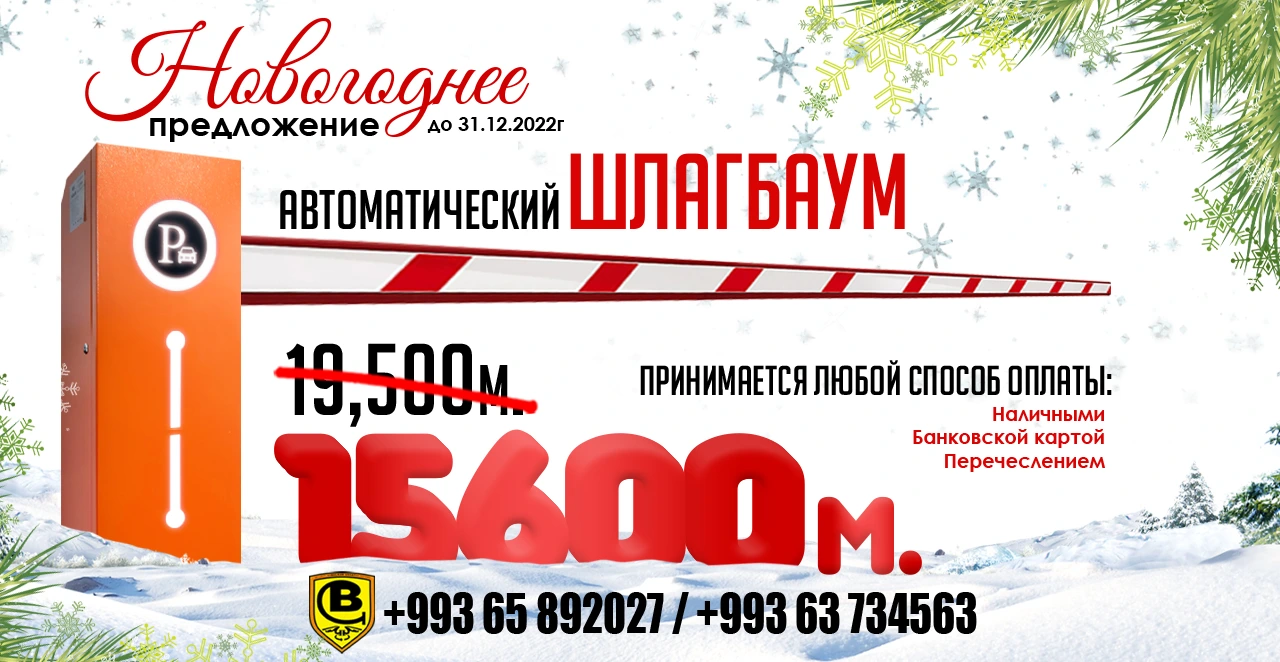 Новогоднее
предложение до 31.12.2022г
АВТОМАТИЧЕСКИЙ ШЛАГБАУМ
P
19,500м.
ПРИНИМАЕТСЯ ЛЮБОЙ СПОСОБ ОПЛАТЫ:
Наличными
Банковской картой
Перечеслением
15600 м.
+993 65 892027 / +993 63 734563